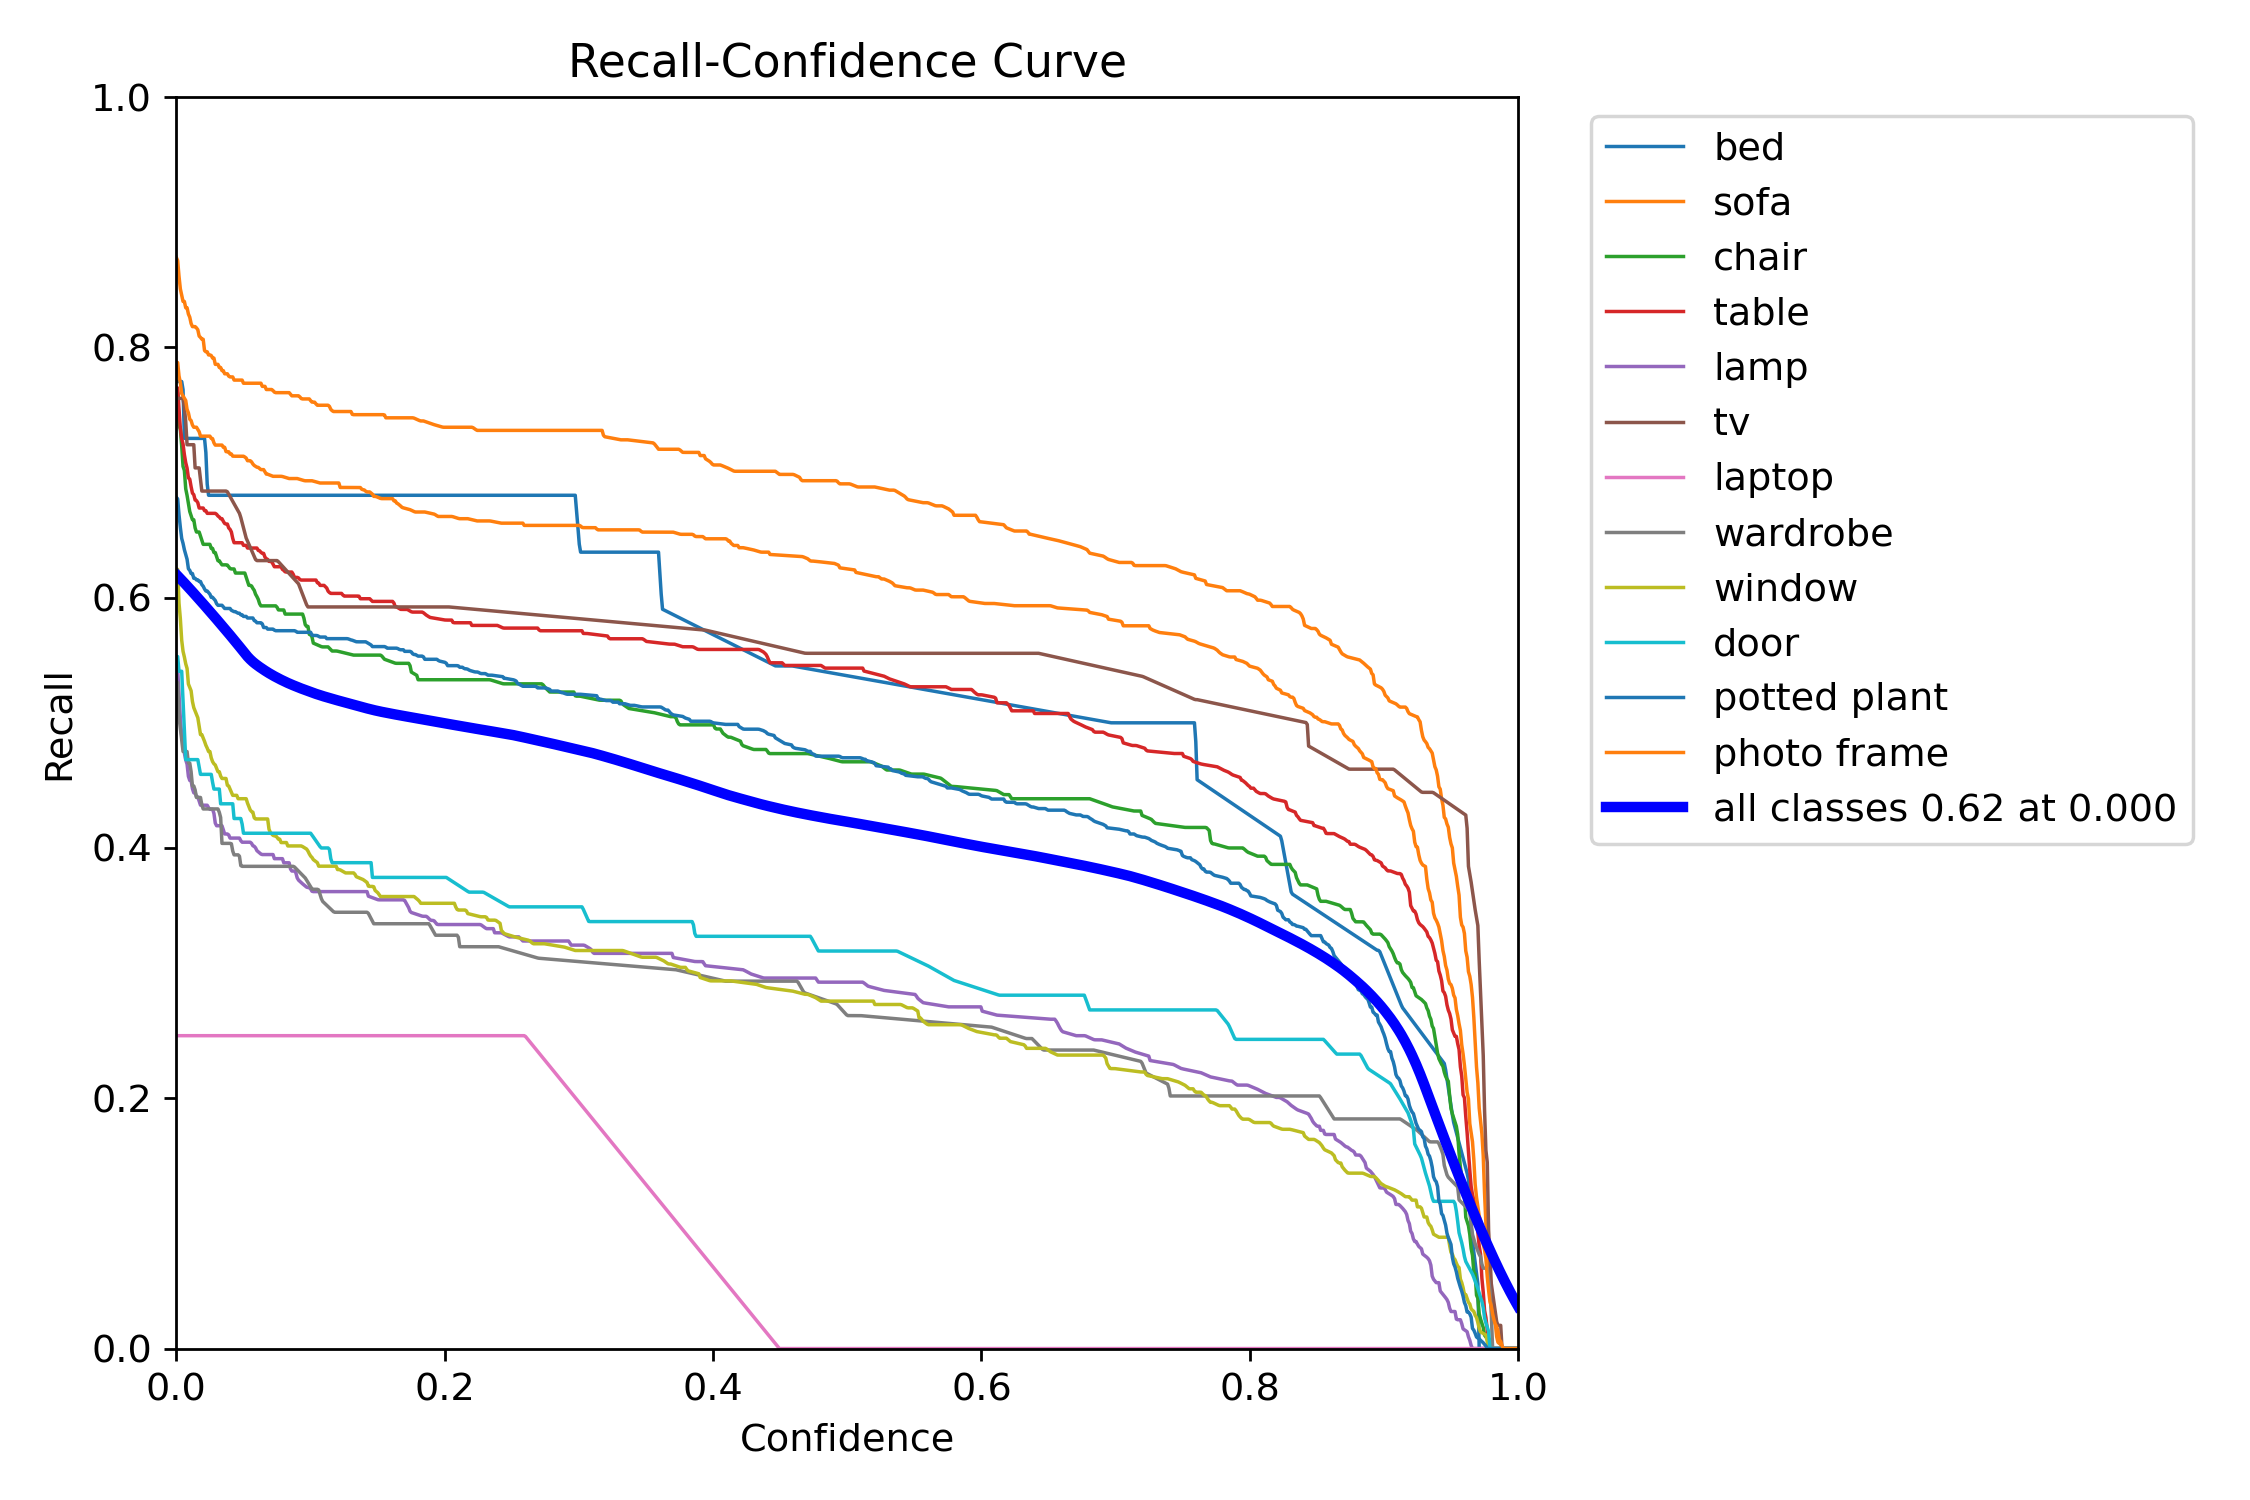 Recall-Confidence Curve
1.0
0.8
0.6
0.4
0.2
0.0
Recall
0.0 0.2 0.4 0.6 0.8 1.0
Confidence
bed
sofa
chair
table
lamp
tv
laptop
wardrobe
window
door
potted plant
photo frame
all classes 0.62 at 0.000